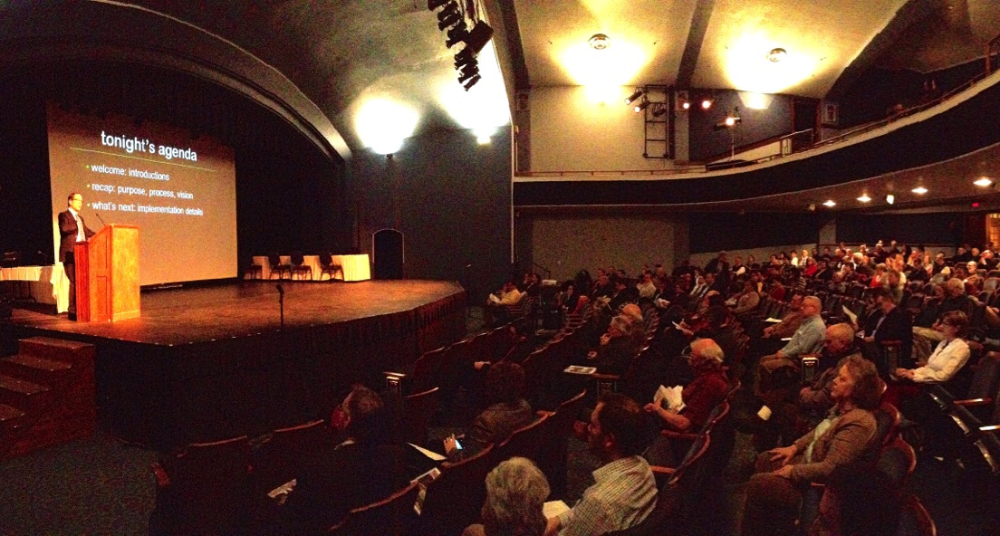 tonight's agenda
welcome: introductions
recap: purpose, process, vision
what's next: implementation details